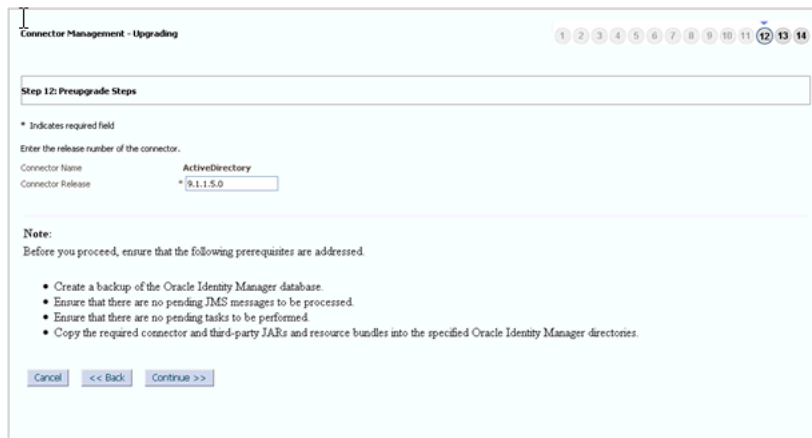 Connector Management - Upgrading
1 2 3 4 5 6 7 8 9 10 11 12 13 14
Step 12: Preupgrade Steps
* Indicates required field
Enter the release number of the connector.
Connector Name ActiveDirectory
Connector Release * 9.1.1.5.0
Note:
Before you proceed, ensure that the following prerequisites are addressed.
• Create a backup of the Oracle Identity Manager database.
• Ensure that there are no pending JMS messages to be processed.
• Ensure that there are no pending tasks to be performed.
• Copy the required connector and third-party JARs and resource bundles into the specified Oracle Identity Manager directories.
Cancel << Back Continue >>